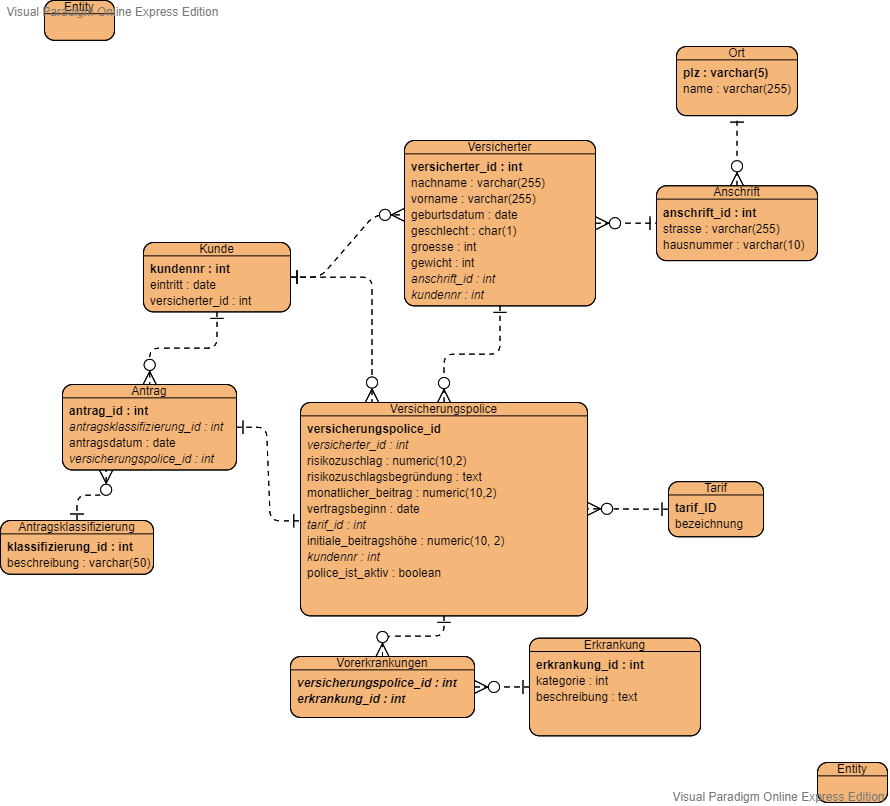 Entity
Visual Paradigm Online Express Edition
Ort
plz : varchar(5)
name : varchar(255)
Versicherter
versicherter_id : int
nachname : varchar(255)
vorname : varchar(255)
geburtsdatum : date
geschlecht : char(1)
groesse : int
gewicht : int
anschrift_id : int
kundennr : int
Anschrift
anschrift_id : int
strasse : varchar(255)
hausnummer : varchar(10)
Kunde
kundennr : int
eintritt : date
versicherter_id : int
Antrag
antrag_id : int
antragsklassifizierung_id : int
antragsdatum : date
versicherungspolice_id : int
Versicherungspolice
versicherungspolice_id
versicherter_id : int
risikozuschlag : numeric(10,2)
risikozuschlagsbegründung : text
monatlicher_beitrag : numeric(10,2)
vertragsbeginn : date
tarif_id : int
initiale_beitragshöhe : numeric(10, 2)
kundennr : int
police_ist_aktiv : boolean
Tarif
tarif_ID
bezeichnung
Antragsklassifizierung
klassifizierung_id : int
beschreibung : varchar(50)
Vorerkrankungen
versicherungspolice_id : int
erkrankung_id : int
Erkrankung
erkrankung_id : int
kategorie : int
beschreibung : text
Entity
Visual Paradigm Online Express Edition